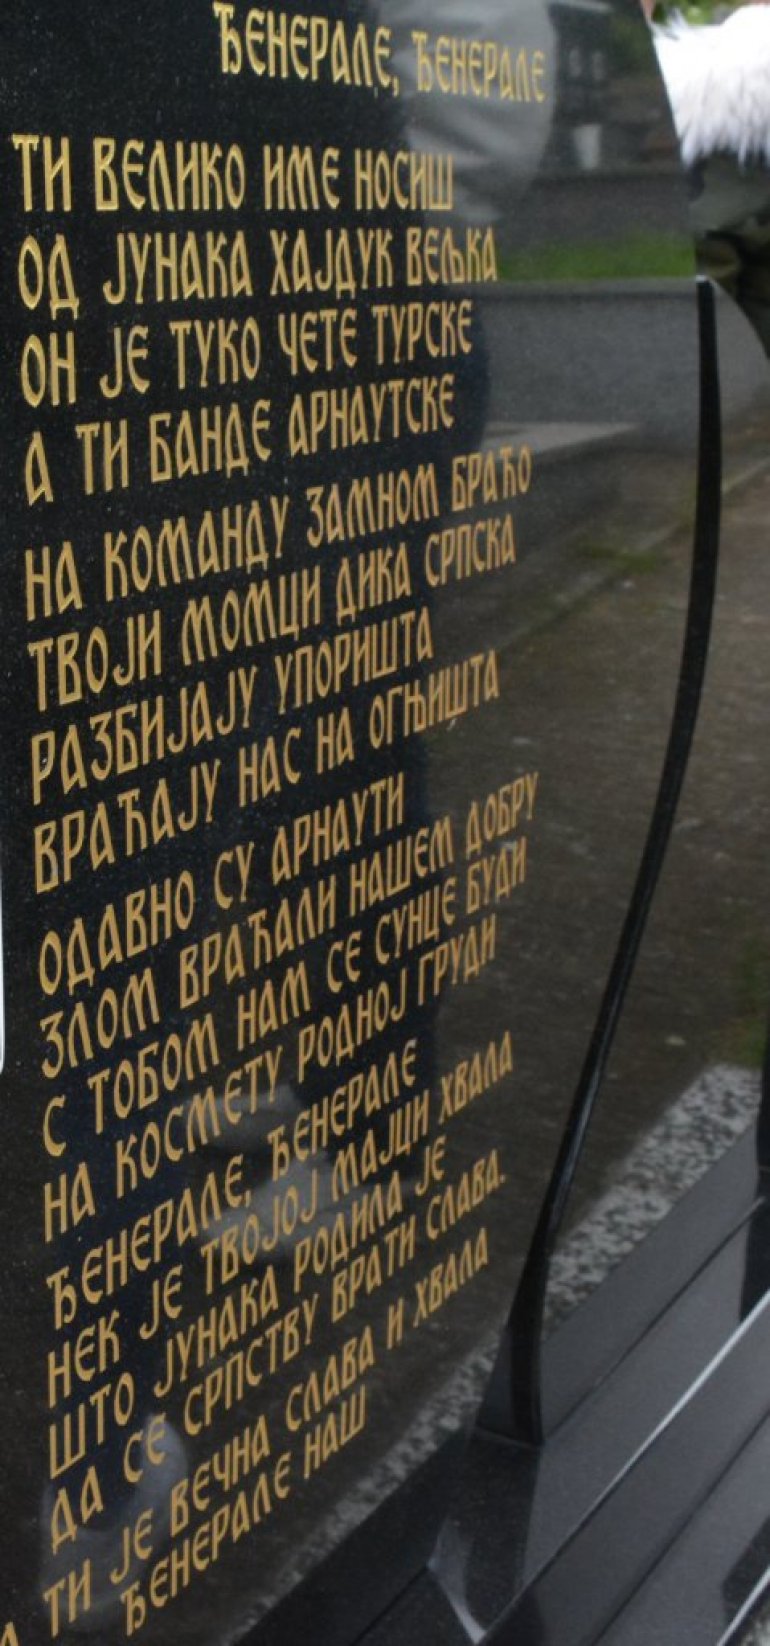 ЂЕНЕРАЛЕ, ЂЕНЕРАЛЕ
ТИ ВЕЛИКО ИМЕ НОСИШ
ОД ЈУНАКА ХАЈДУК ВЕЉКА
ОН ЈЕ ТУКО ЧЕТЕ ТУРСКЕ
А ТИ БАНДЕ АРНАУТСКЕ
НА КОМАНДУ ЗАМНОМ БРАЋО
ТВОЈИ МОМЦИ ДИКА СРПСКА
РАЗБИЈАЈУ УПОРИШТА
ВРАЋАЈУ НАС НА ОГЊИШТА
ОДАВНО СУ АРНАУТИ
ЗЛОМ ВРАЋАЛИ НАШЕМ ДОБРУ
С ТОБОМ НАМ СЕ СУНЦЕ БУДИ
НА КОСМЕТУ РОДНОЈ ГРУДИ
ЂЕНЕРАЛЕ, ЂЕНЕРАЛЕ
НЕК ЈЕ ТВОЈОЈ МАЈЦИ ХВАЛА
ШТО ЈУНАКА РОДИЛА ЈЕ
ДА СЕ СРПСТВУ ВРАТИ СЛАВА.
ТИ ЈЕ ВЕЧНА СЛАВА И ХВАЛА
ЂЕНЕРАЛЕ НАШ